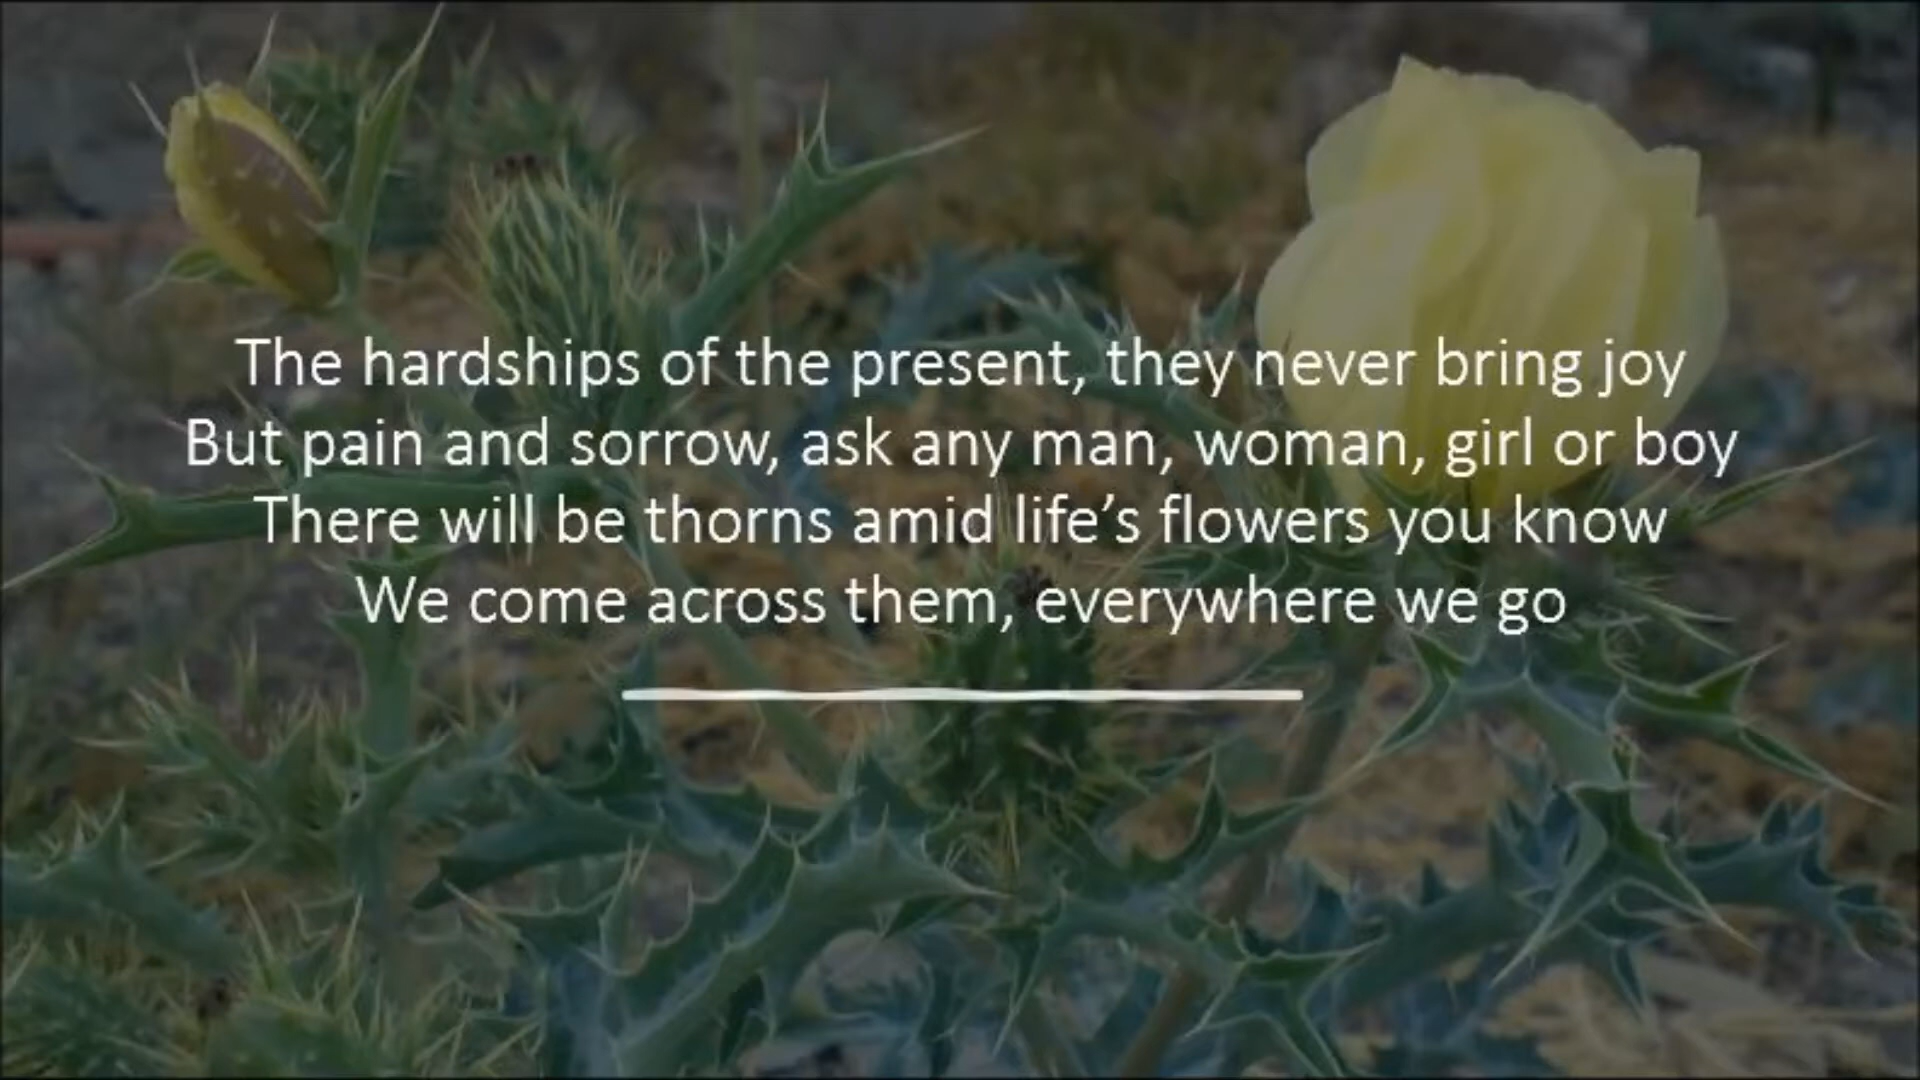 The hardships of the present, they never bring joy
But pain and sorrow, ask any man, woman, girl or boy
There will be thorns amid life’s flowers you know
We come across them, everywhere we go